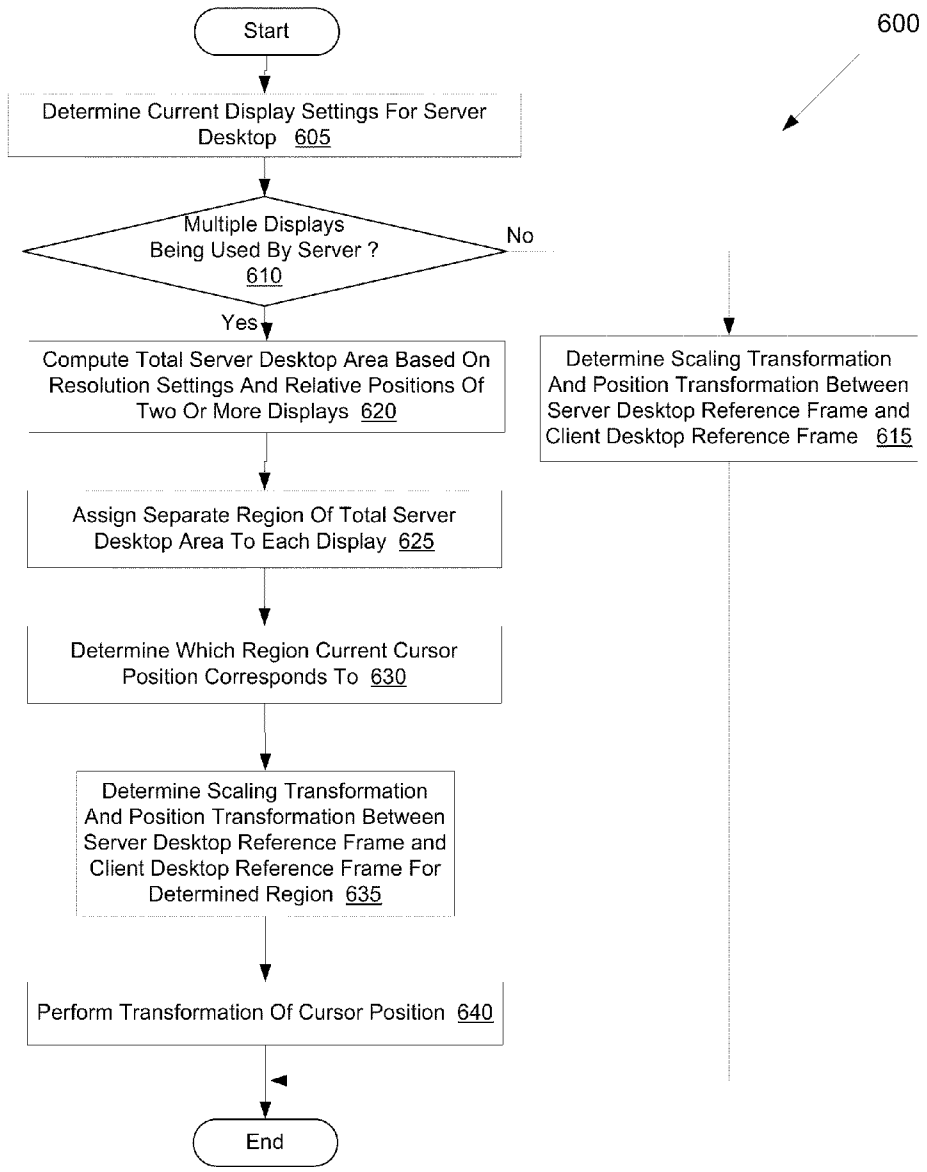 Start
600
Determine Current Display Settings For Server
Desktop 605
Multiple Displays
Being Used By Server ?
610
No
Yes
Compute Total Server Desktop Area Based On
Resolution Settings And Relative Positions Of
Two Or More Displays 620
Determine Scaling Transformation
And Position Transformation Between
Server Desktop Reference Frame and
Client Desktop Reference Frame 615
Assign Separate Region Of Total Server
Desktop Area To Each Display 625
Determine Which Region Current Cursor
Position Corresponds To 630
Determine Scaling Transformation
And Position Transformation Between
Server Desktop Reference Frame and
Client Desktop Reference Frame For
Determined Region 635
Perform Transformation Of Cursor Position 640
End